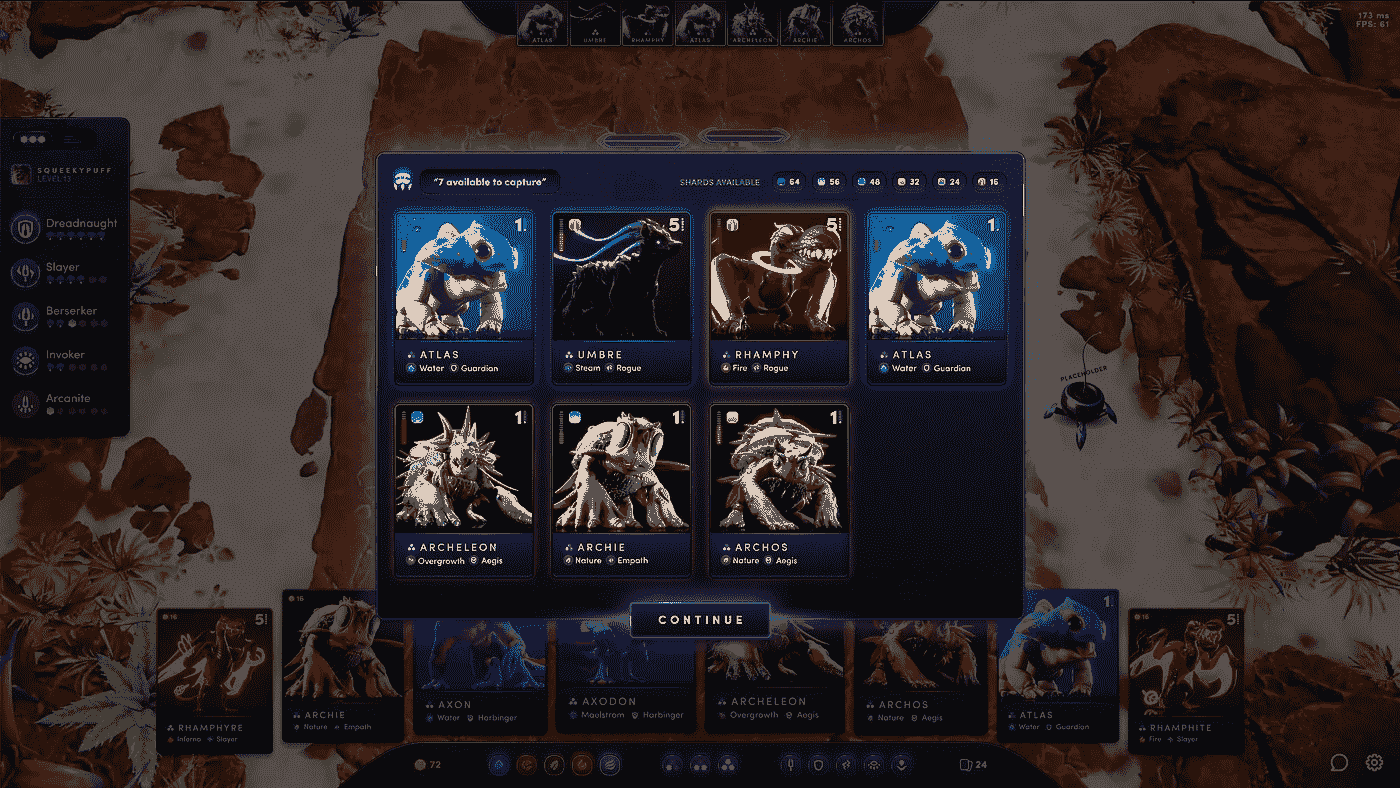 ATLAS
UMBRE
RHAMPHY
ATLAS
ARCHELEON
ARCHIE
ARCHOS
173 ms
FPS: 61
SQUEEKYPUFF
LEVEL 13
Dreadnaught
Slayer
Berserker
Invoker
Arcanite
"7 available to capture"
SHARDS AVAILABLE
64
56
48
32
24
16
1
5
5
1
ATLAS
Water Guardian
UMBRE
Steam Rogue
RHAMPHY
Fire Rogue
ATLAS
Water Guardian
1
1
1
ARCHELEON
Overgrowth Aegis
ARCHIE
Nature Empath
ARCHOS
Nature Aegis
PLACEHOLDER
CONTINUE
16
5
RHAMPHYRE
Inferno Slayer
16
ARCHIE
Nature Empath
AXON
Water Harbinger
AXODON
Maulstrom Harbinger
ARCHELEON
Overgrowth Aegis
ARCHOS
Nature Aegis
1
ATLAS
Water Guardian
16
5
RHAMPHITE
Fire Slayer
72
24